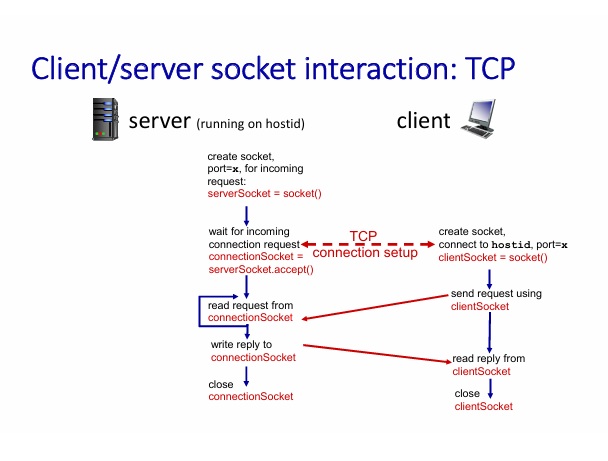 Client/server socket interaction: TCP
server (running on hostid)
client
create socket,
port=x, for incoming
request:
serverSocket = socket()
wait for incoming
connection request
connectionSocket =
serverSocket.accept()
TCP
connection setup
create socket,
connect to hostid, port=x
clientSocket = socket()
read request from
connectionSocket
send request using
clientSocket
write reply to
connectionSocket
read reply from
clientSocket
close
connectionSocket
close
clientSocket